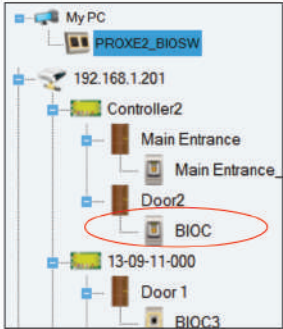 My PC
PROXE2_BIOSW
192.168.1.201
Controller2
Main Entrance
Main Entrance_
Door2
BIOC
13-09-11-000
Door 1
BIOC3